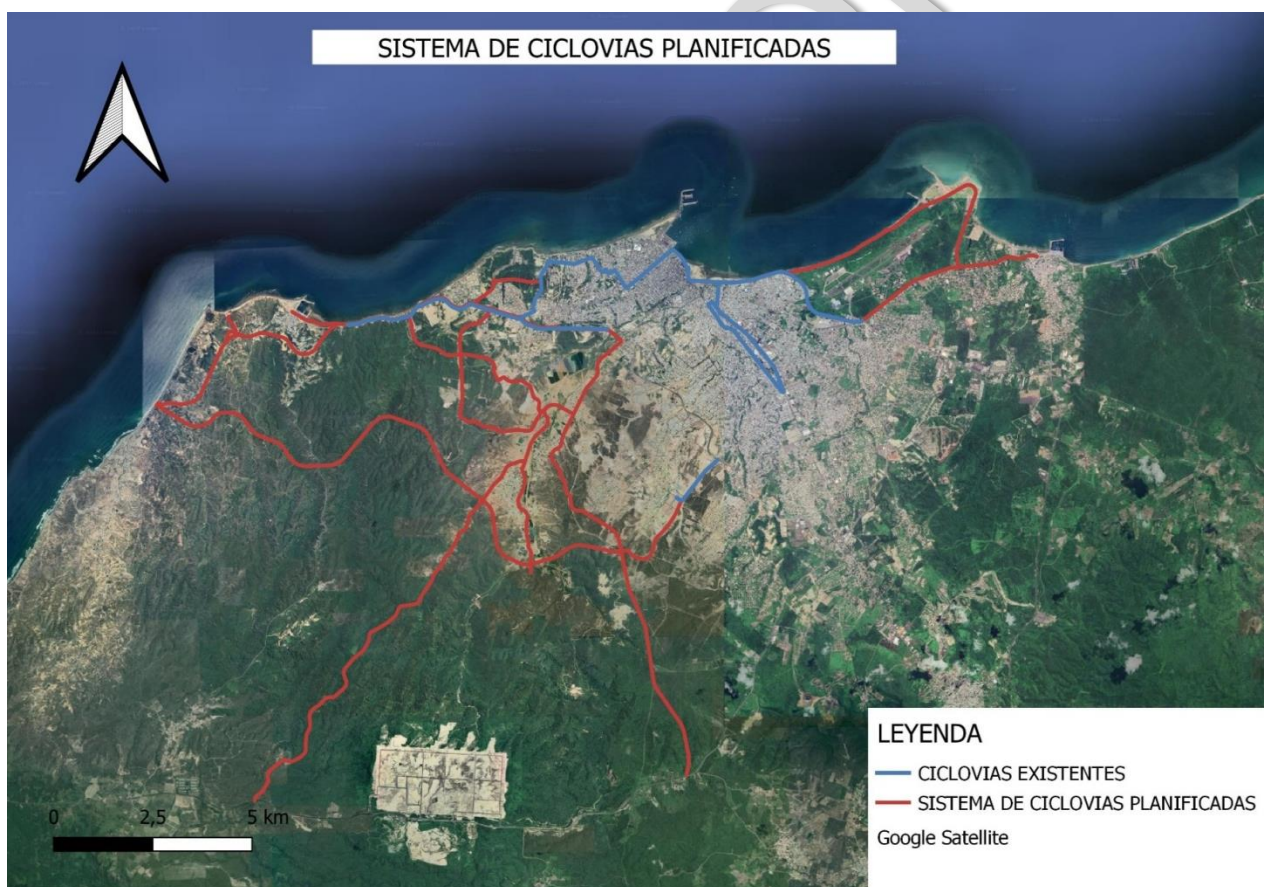 SISTEMA DE CICLOVIAS PLANIFICADAS
LEYENDA
CICLOVIAS EXISTENTES
SISTEMA DE CICLOVIAS PLANIFICADAS
Google Satellite
0 2,5 5 km